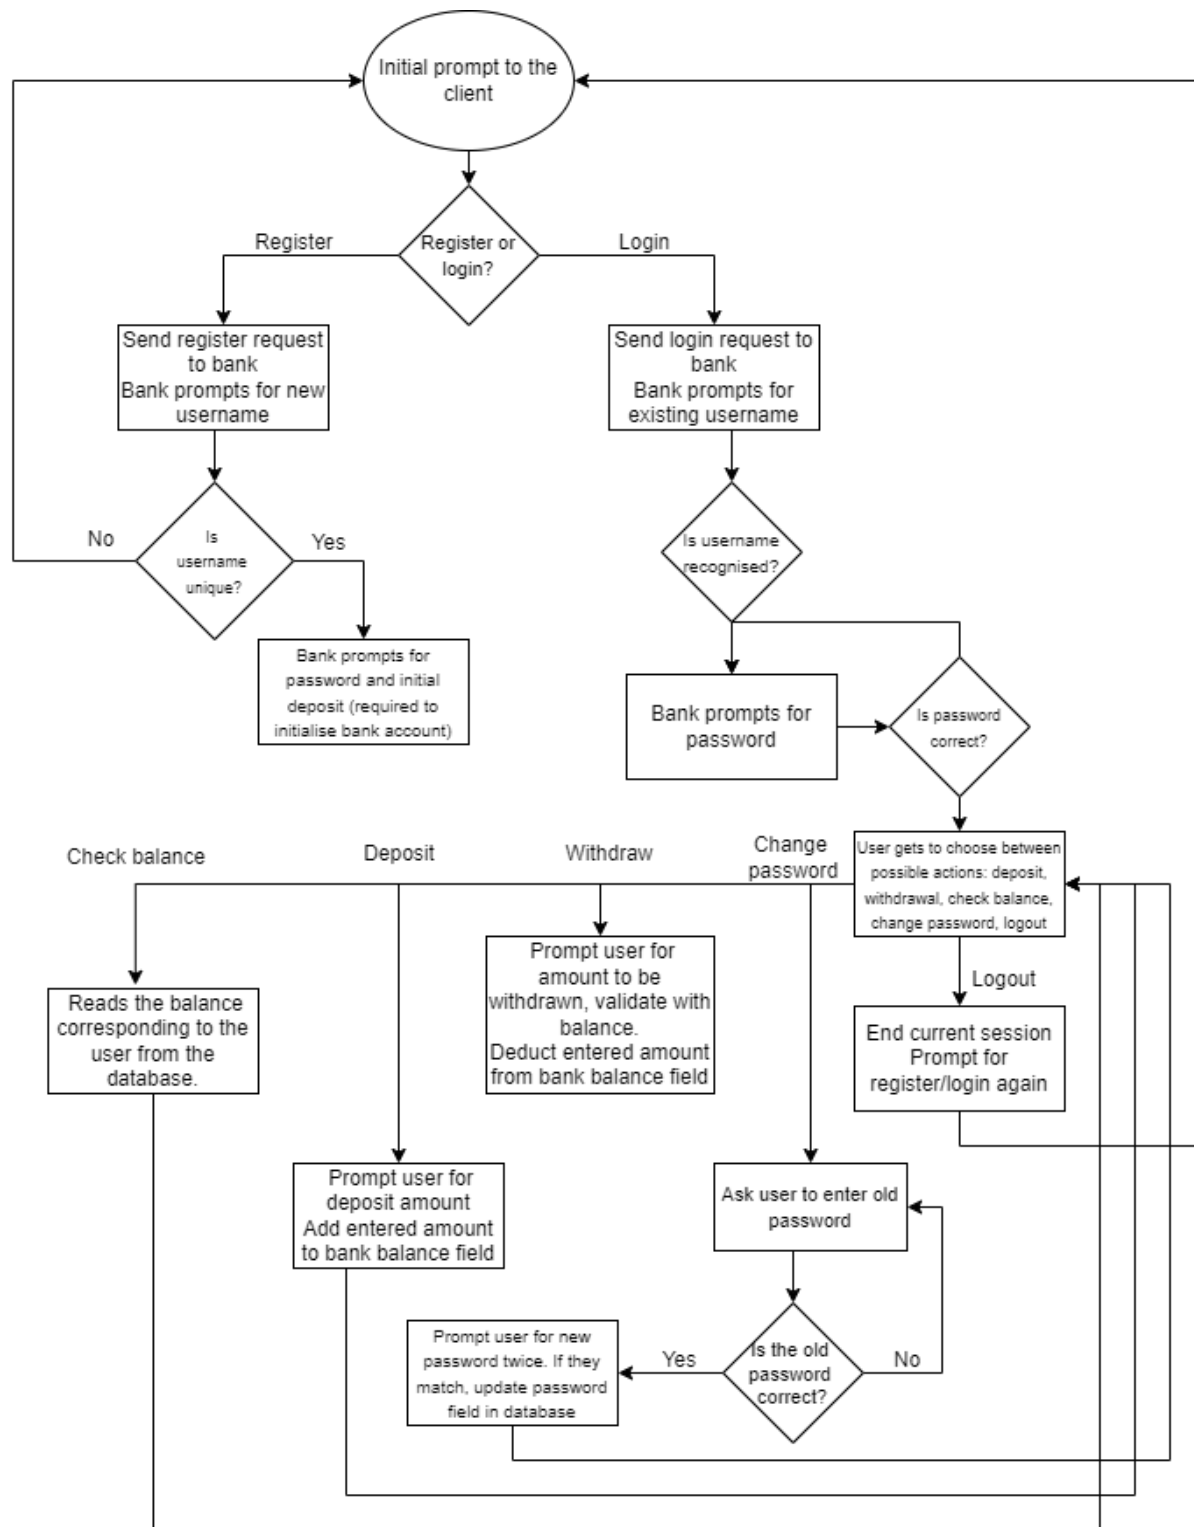 Initial prompt to the
client
Register
Register or
login?
Login
Send register request
to bank
Bank prompts for new
username
Send login request to
bank
Bank prompts for
existing username
No
Is
username
unique?
Yes
Is username
recognised?
Bank prompts for
password and initial
deposit (required to
initialise bank account)
Bank prompts for
password
Is password
correct?
Check balance
Deposit
Withdraw
Change
password
User gets to choose between
possible actions: deposit,
withdrawal, check balance,
change password, logout
Prompt user for
amount to be
withdrawn, validate with
balance.
Deduct entered amount
from bank balance field
Logout
Reads the balance
corresponding to the
user from the
database.
End current session
Prompt for
register/login again
Prompt user for
deposit amount
Add entered amount
to bank balance field
Ask user to enter old
password
Prompt user for new
password twice. If they
match, update password
field in database
Yes
Is the old
password
correct?
No